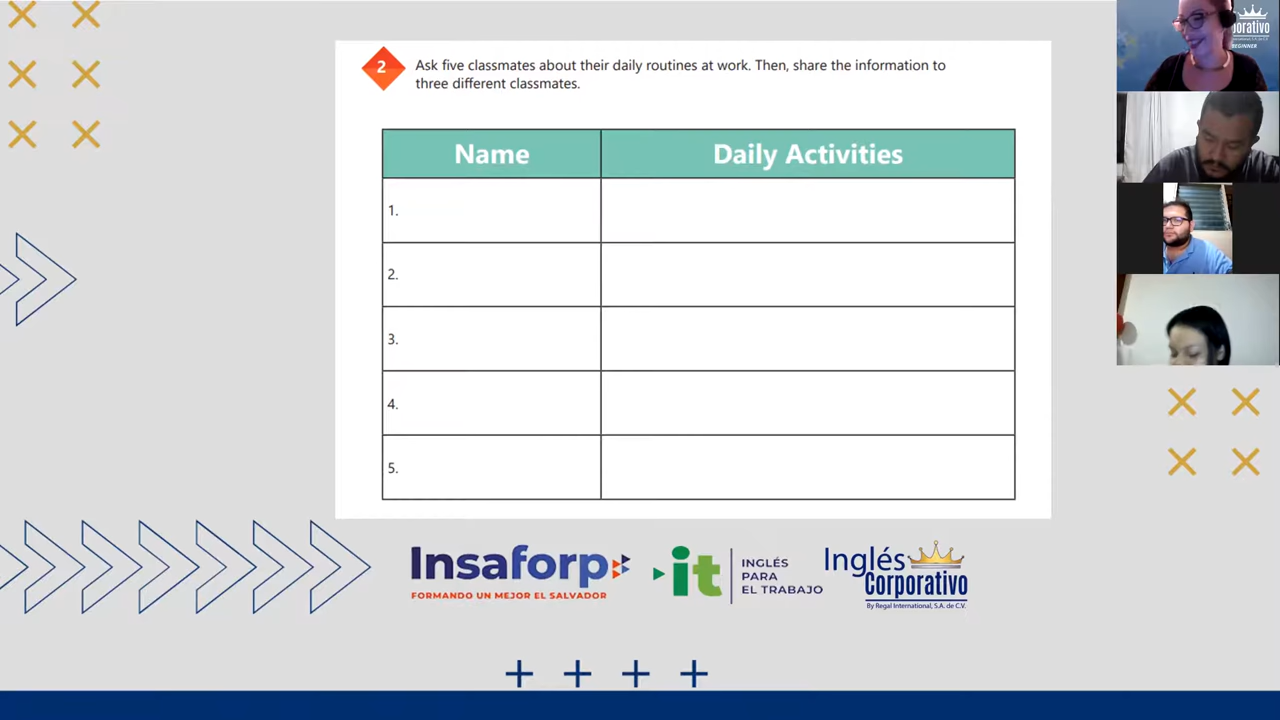 2
Ask five classmates about their daily routines at work. Then, share the information to
three different classmates.
Name
Daily Activities
1.
2.
3.
4.
5.
Insaforp
FORMANDO UN MEJOR EL SALVADOR
it
INGLÉS
PARA
EL TRABAJO
Inglés
Corporativo
By Regal International, S.A. de C.V.
porativo
BEGINNER